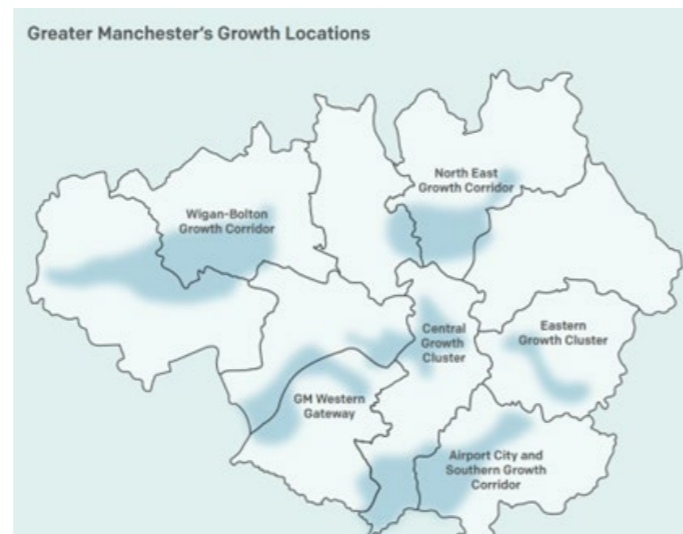 Greater Manchester's Growth Locations
North East
Growth Corridor
Wigan-Bolton
Growth Corridor
Central
Growth
Cluster
Eastern
Growth Cluster
GM Western
Gateway
Airport City and
Southern Growth
Corridor